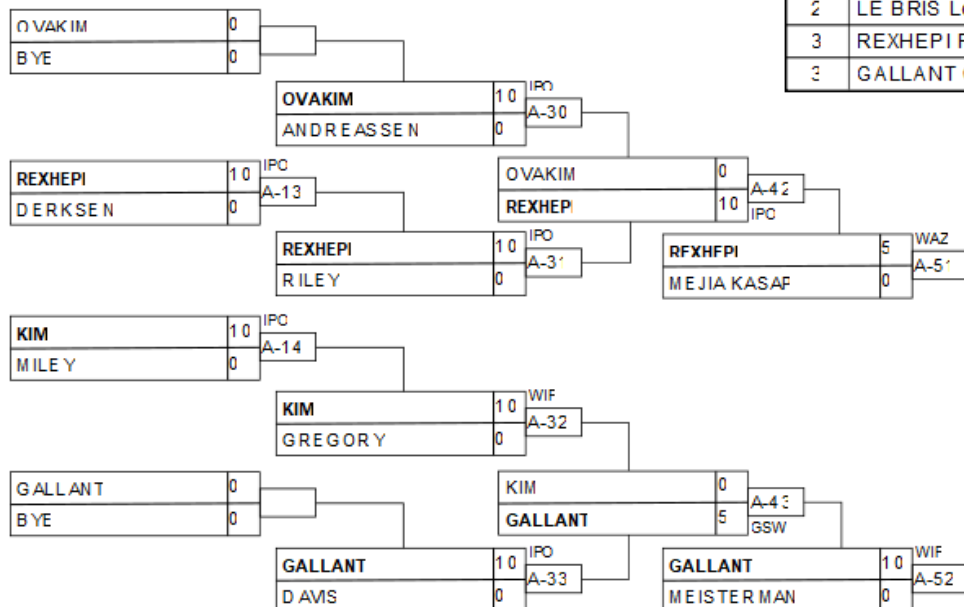 2 LE BRIS
3 REXHEPI
3 GALLANT
OVAKIM 0
BYE 0
OVAKIM 10 IPO
A-30
ANDREASSEN 0
REXHEPI 10 IPO
A-13
DERKSEN 0
OVAKIM 0
A-42
REXHEPI 10 IPO
REXHEPI 10 IPO
A-31
RILEY 0
REXHEPI 5 WAZ
A-51
MEJIA KASAP 0
KIM 10 IPO
A-14
MILEY 0
KIM 10 WIF
A-32
GREGORY 0
GALLANT 0
BYE 0
KIM 0
A-43
GALLANT 5 GSW
GALLANT 10 IPO
A-33
DAVIS 0
GALLANT 10 WIF
A-52
MEISTERMAN 0